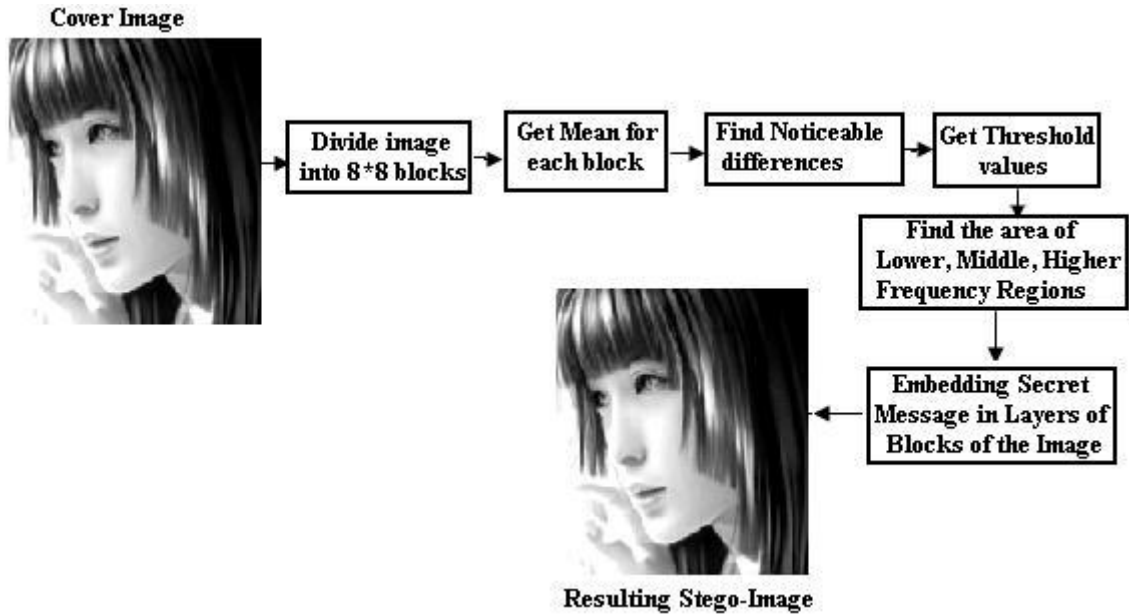 Cover Image
Divide image
into 8*8 blocks
Get Mean for
each block
Find Noticeable
differences
Get Threshold
values
Find the area of
Lower, Middle, Higher
Frequency Regions
Embedding Secret
Message in Layers of
Blocks of the Image
Resulting Stego-Image